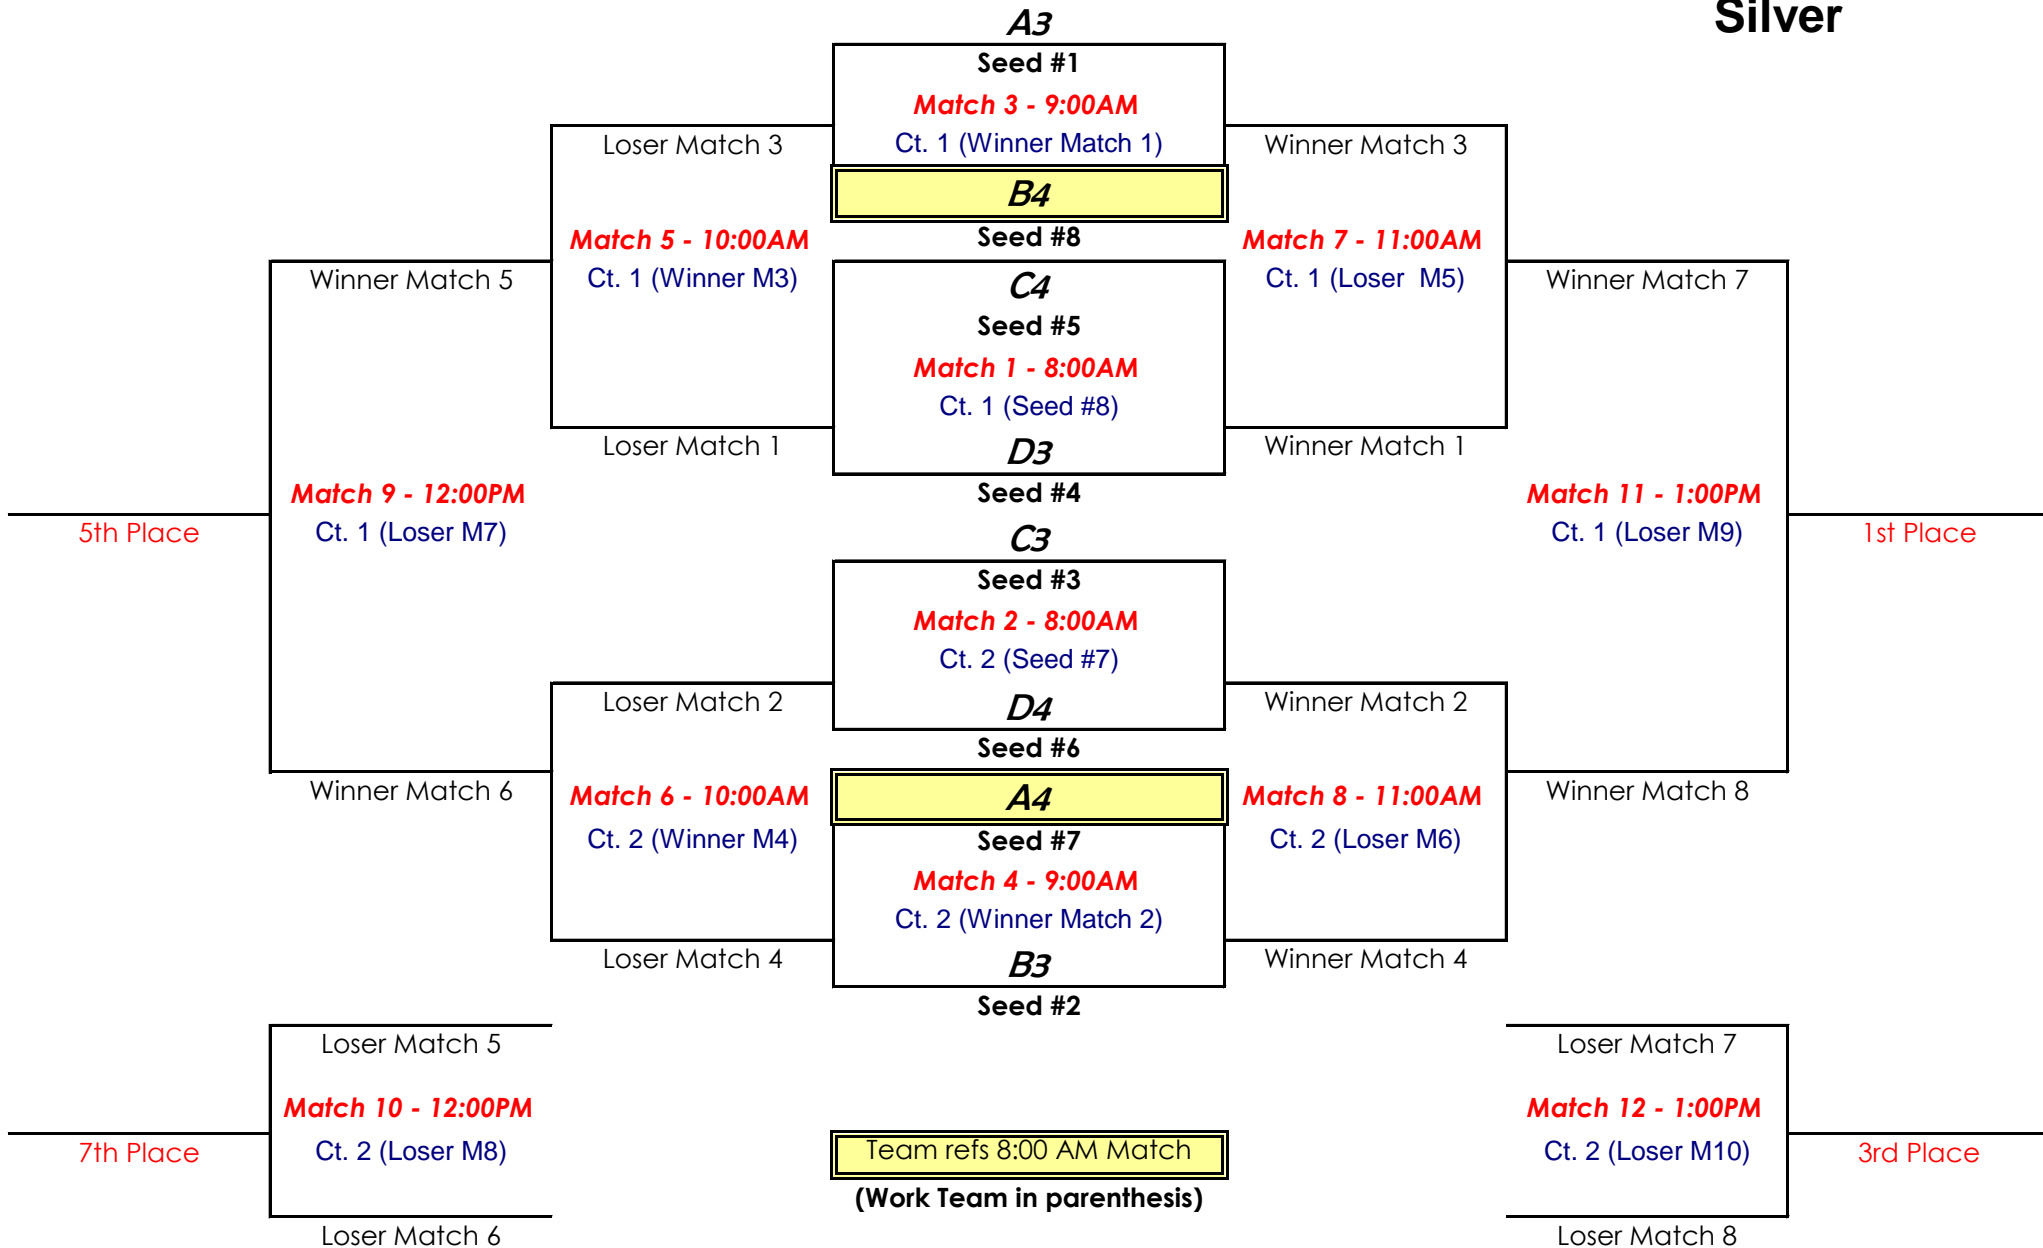 Silver
A3
Seed #1
Match 3 - 9:00AM
Ct. 1 (Winner Match 1)
Loser Match 3
Winner Match 3
B4
Seed #8
Match 5 - 10:00AM
Ct. 1 (Winner M3)
Match 7 - 11:00AM
Ct. 1 (Loser  M5)
Winner Match 5
Winner Match 7
C4
Seed #5
Match 1 - 8:00AM
Ct. 1 (Seed #8)
Loser Match 1
Winner Match 1
D3
Seed #4
Match 9 - 12:00PM
Ct. 1 (Loser M7)
5th Place
Match 11 - 1:00PM
Ct. 1 (Loser M9)
1st Place
C3
Seed #3
Match 2 - 8:00AM
Ct. 2 (Seed #7)
Loser Match 2
Winner Match 2
D4
Seed #6
Winner Match 6
Match 6 - 10:00AM
Ct. 2 (Winner M4)
A4
Seed #7
Match 8 - 11:00AM
Ct. 2 (Loser M6)
Winner Match 8
Match 4 - 9:00AM
Ct. 2 (Winner Match 2)
Loser Match 4
Winner Match 4
B3
Seed #2
Loser Match 5
Match 10 - 12:00PM
Ct. 2 (Loser M8)
7th Place
Loser Match 6
Team refs 8:00 AM Match
(Work Team in parenthesis)
Loser Match 7
Match 12 - 1:00PM
Ct. 2 (Loser M10)
3rd Place
Loser Match 8